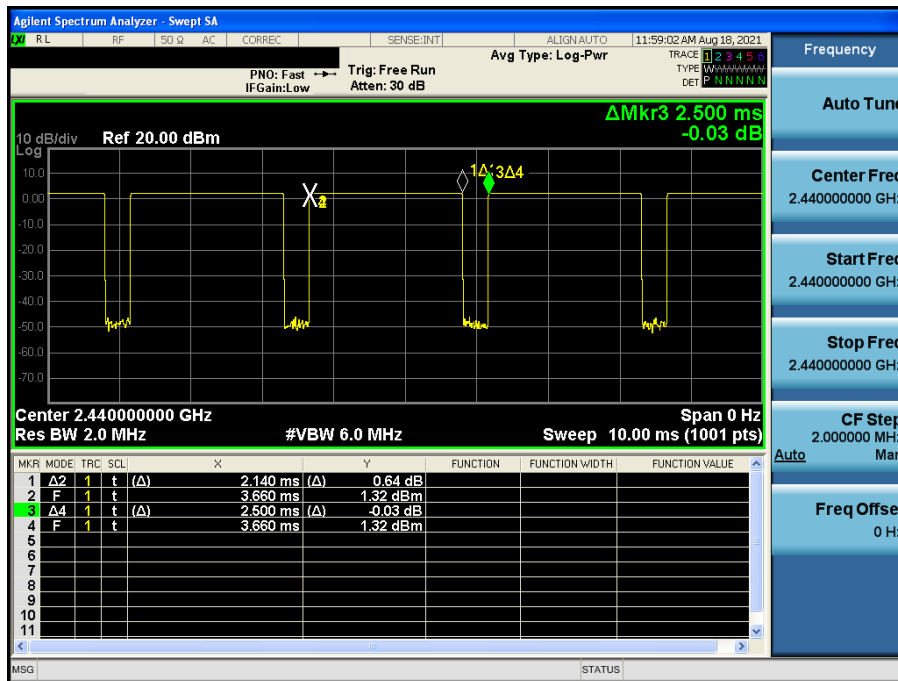 Agilent Spectrum Analyzer - Swept SA
LXI RL RF 50 Ω AC CORREC SENSE:INT ALIGN AUTO 11:59:02 AM Aug 18, 2021
PNO: Fast Trig: Free Run Avg Type: Log-Pwr TRACE 1 2 3 4 5 6
IFGain:Low Atten: 30 dB TYPE WWWWWW
DET P N N N N N
ΔMkr3 2.500 ms
-0.03 dB
10 dB/div Ref 20.00 dBm
Log
10.0
0.00
-10.0
-20.0
-30.0
-40.0
-50.0
-60.0
-70.0
3Δ4
Center 2.440000000 GHz Span 0 Hz
Res BW 2.0 MHz #VBW 6.0 MHz Sweep 10.00 ms (1001 pts)
MKR MODE TRC SCL X Y FUNCTION FUNCTION WIDTH FUNCTION VALUE
1 Δ2 1 t (Δ) 2.140 ms (Δ) 0.64 dB
2 F 1 t 3.660 ms 1.32 dBm
3 Δ4 1 t (Δ) 2.500 ms (Δ) -0.03 dB
4 F 1 t 3.660 ms 1.32 dBm
5
6
7
8
9
10
11
MSG STATUS
Frequency
Auto Tune
Center Freq
2.440000000 GHz
Start Freq
2.440000000 GHz
Stop Freq
2.440000000 GHz
CF Step
2.000000 MHz
Auto Man
Freq Offset
0 Hz